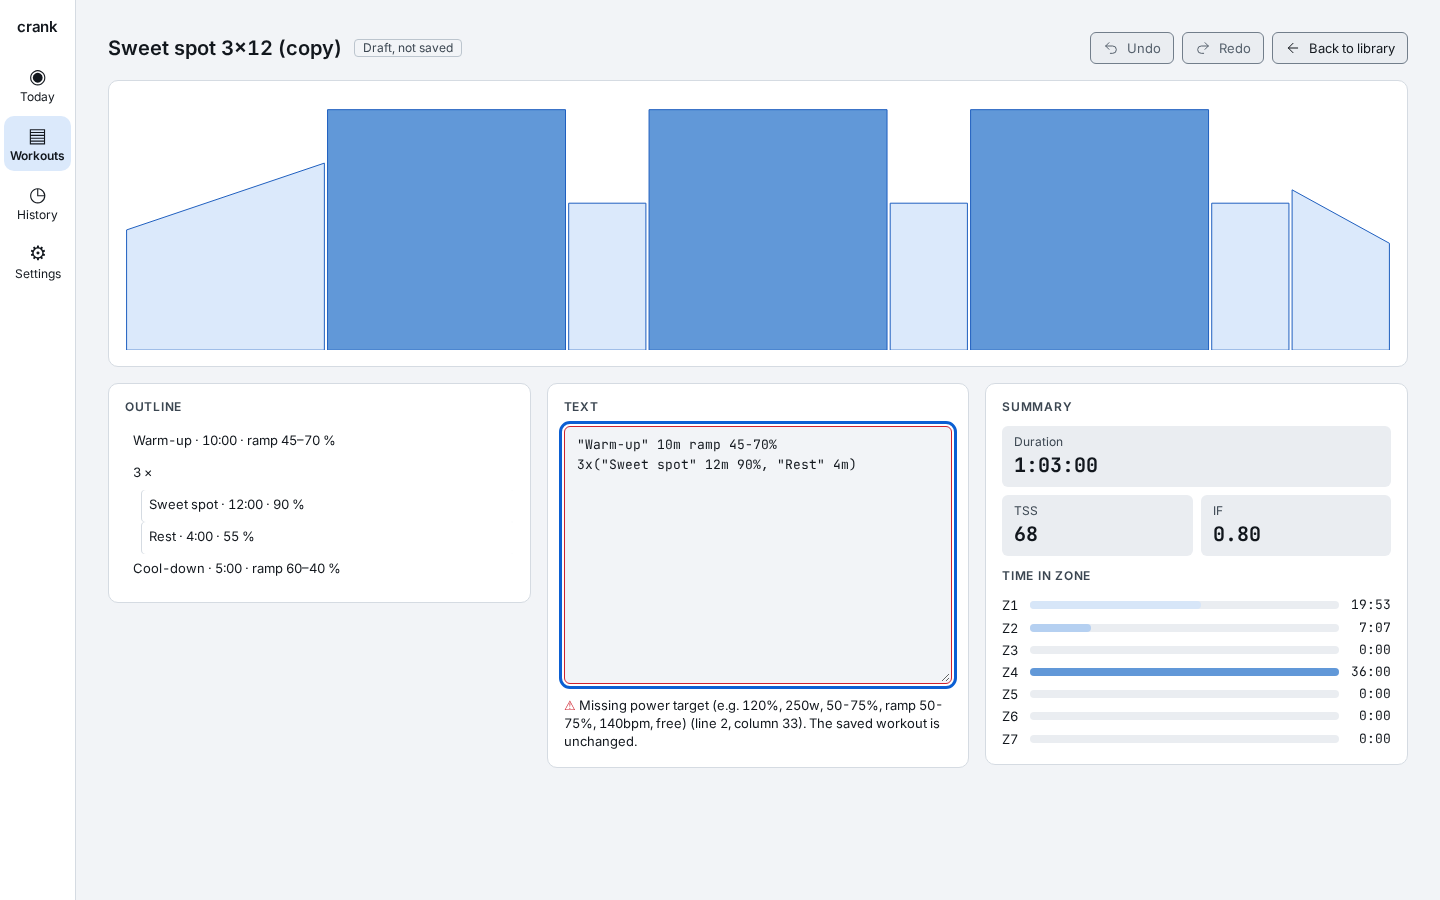 crank
Today
Workouts
History
Settings
Sweet spot 3×12 (copy)
Draft, not saved
Undo
Redo
Back to library
OUTLINE
Warm-up · 10:00 · ramp 45–70 %
3 ×
Sweet spot · 12:00 · 90 %
Rest · 4:00 · 55 %
Cool-down · 5:00 · ramp 60–40 %
TEXT
"Warm-up" 10m ramp 45-70%
3x("Sweet spot" 12m 90%, "Rest" 4m)
⚠ Missing power target (e.g. 120%, 250w, 50-75%, ramp 50-
75%, 140bpm, free) (line 2, column 33). The saved workout is
unchanged.
SUMMARY
Duration
1:03:00
TSS
68
IF
0.80
TIME IN ZONE
Z1 19:53
Z2 7:07
Z3 0:00
Z4 36:00
Z5 0:00
Z6 0:00
Z7 0:00